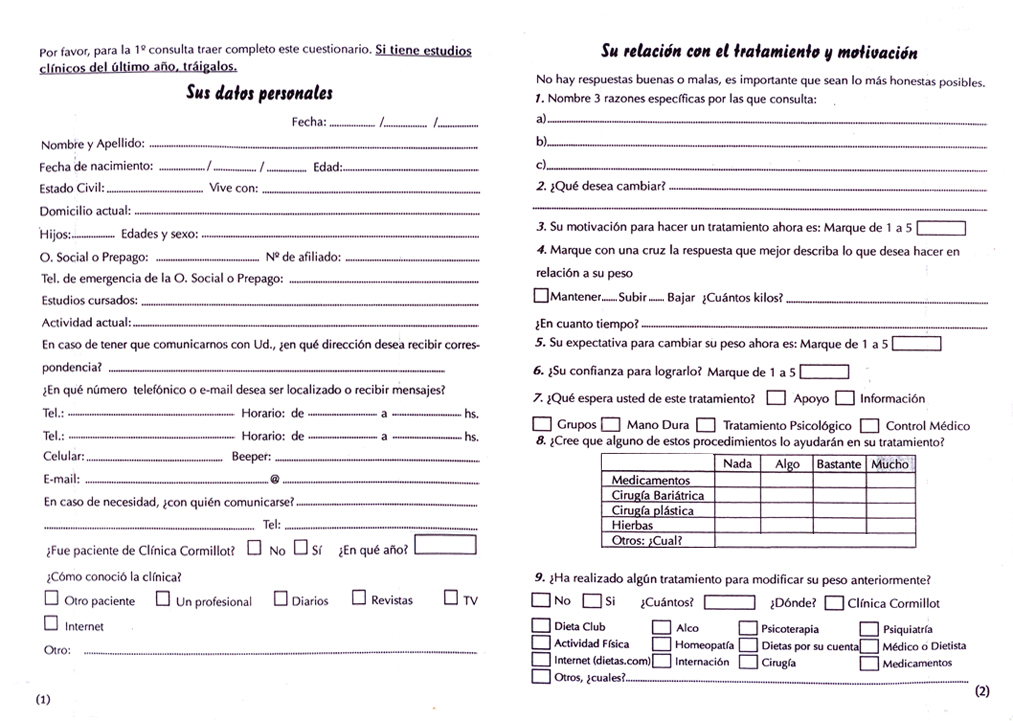 Por favor, para la 1º consulta traer completo este cuestionario. Si tiene estudios
clínicos del último año, tráigalos.
Sus datos personales
Fecha: ................ /............... /..............
Nombre y Apellido: ................
Fecha de nacimiento: ............... /............... / .............. Edad:................
Estado Civil:................ Vive con: ................
Domicilio actual: ................
Hijos:............... Edades y sexo: ................
O. Social o Prepago: ................ Nº de afiliado: ................
Tel. de emergencia de la O. Social o Prepago: ................
Estudios cursados: ................
Actividad actual:................
En caso de tener que comunicarnos con Ud., ¿en qué dirección desea recibir corres-
pondencia? ................
¿En qué número telefónico o e-mail desea ser localizado o recibir mensajes?
Tel.: ................ Horario: de ................ a ................ hs.
Tel.: ................ Horario: de ................ a ................ hs.
Celular:................ Beeper: ................
E-mail: ................@ ................
En caso de necesidad, ¿con quién comunicarse?................
................ Tel: ................
¿Fue paciente de Clínica Cormillot? No Sí ¿En qué año?
¿Cómo conoció la clínica?
Otro paciente Un profesional Diarios Revistas TV
Internet
Otro: ................
(1)
Su relación con el tratamiento y motivación
No hay respuestas buenas o malas, es importante que sean lo más honestas posibles.
1. Nombre 3 razones específicas por las que consulta:
a)................
b)................
c)................
2. ¿Qué desea cambiar? ................
................
3. Su motivación para hacer un tratamiento ahora es: Marque de 1 a 5
4. Marque con una cruz la respuesta que mejor describa lo que desea hacer en
relación a su peso
Mantener...... Subir...... Bajar ¿Cuántos kilos? ................
¿En cuanto tiempo? ................
5. Su expectativa para cambiar su peso ahora es: Marque de 1 a 5
6. ¿Su confianza para lograrlo? Marque de 1 a 5
7. ¿Qué espera usted de este tratamiento? Apoyo Información
Grupos Mano Dura Tratamiento Psicológico Control Médico
8. ¿Cree que alguno de estos procedimientos lo ayudarán en su tratamiento?
Nada Algo Bastante Mucho
Medicamentos
Cirugía Bariátrica
Cirugía plástica
Hierbas
Otros: ¿Cual?
9. ¿Ha realizado algún tratamiento para modificar su peso anteriormente?
No Si ¿Cuántos? ¿Dónde? Clínica Cormillot
Dieta Club Alco Psicoterapia Psiquiatría
Actividad Física Homeopatía Dietas por su cuenta Médico o Dietista
Internet (dietas.com) Internación Cirugía Medicamentos
Otros, ¿cuales?................
(2)